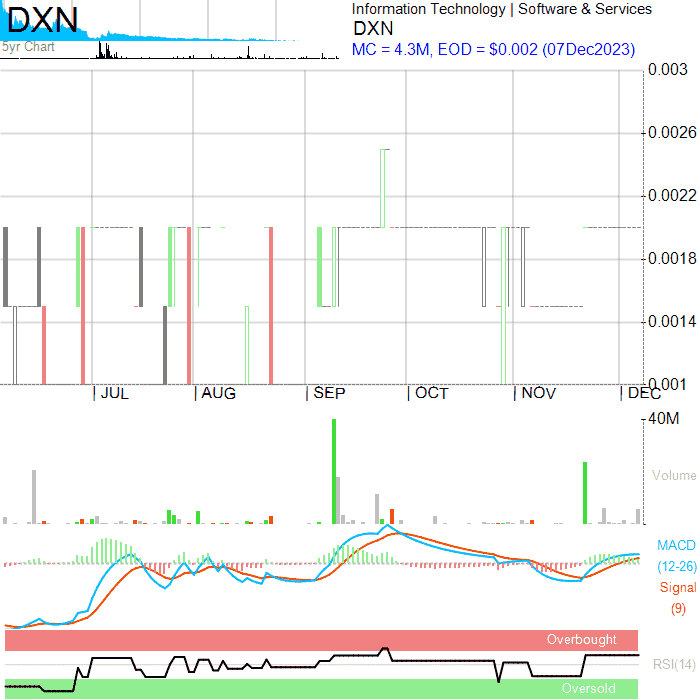 DXN
5yr Chart
Information Technology | Software & Services
DXN
MC = 4.3M, EOD = $0.002 (07Dec2023)
0.003
0.0026
0.0022
0.0018
0.0014
0.001
JUL
AUG
SEP
OCT
NOV
DEC
40M
Volume
MACD
(12-26)
Signal
(9)
Overbought
RSI(14)
Oversold